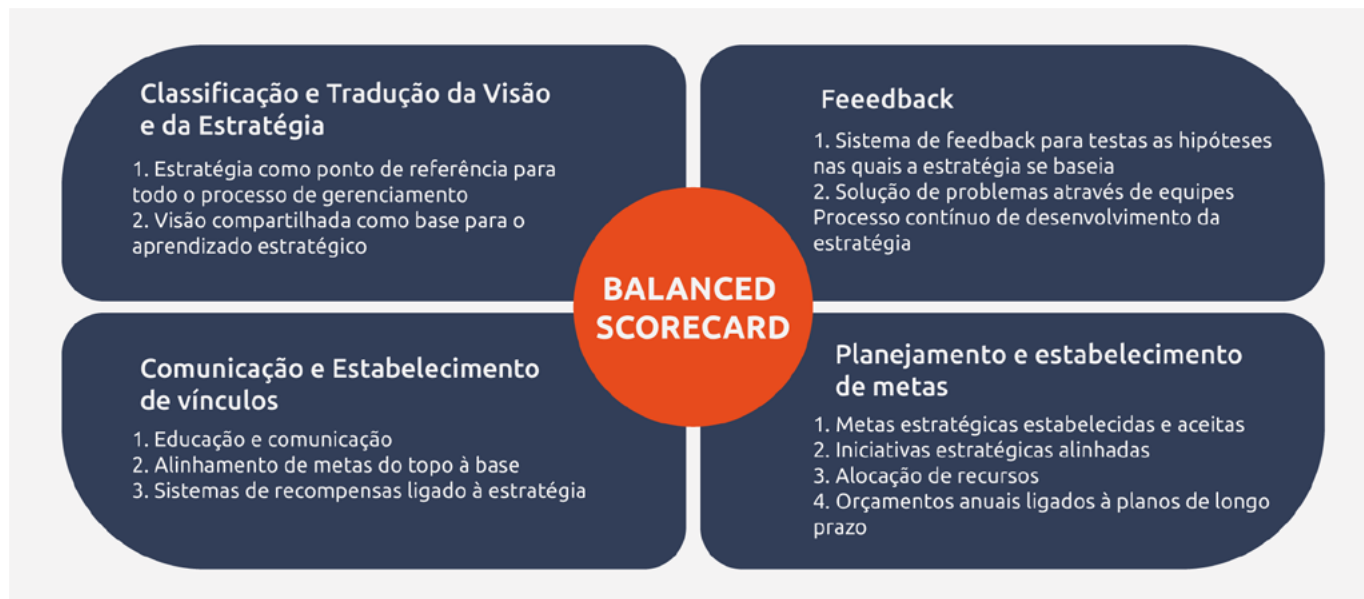 Classificação e Tradução da Visão
e da Estratégia
1. Estratégia como ponto de referência para
todo o processo de gerenciamento
2. Visão compartilhada como base para o
aprendizado estratégico
Feeedback
1. Sistema de feedback para testas as hipóteses
nas quais a estratégia se baseia
2. Solução de problemas através de equipes
Processo contínuo de desenvolvimento da
estratégia
BALANCED
SCORECARD
Comunicação e Estabelecimento
de vínculos
1. Educação e comunicação
2. Alinhamento de metas do topo à base
3. Sistemas de recompensas ligado à estratégia
Planejamento e estabelecimento
de metas
1. Metas estratégicas estabelecidas e aceitas
2. Iniciativas estratégicas alinhadas
3. Alocação de recursos
4. Orçamentos anuais ligados à planos de longo
prazo